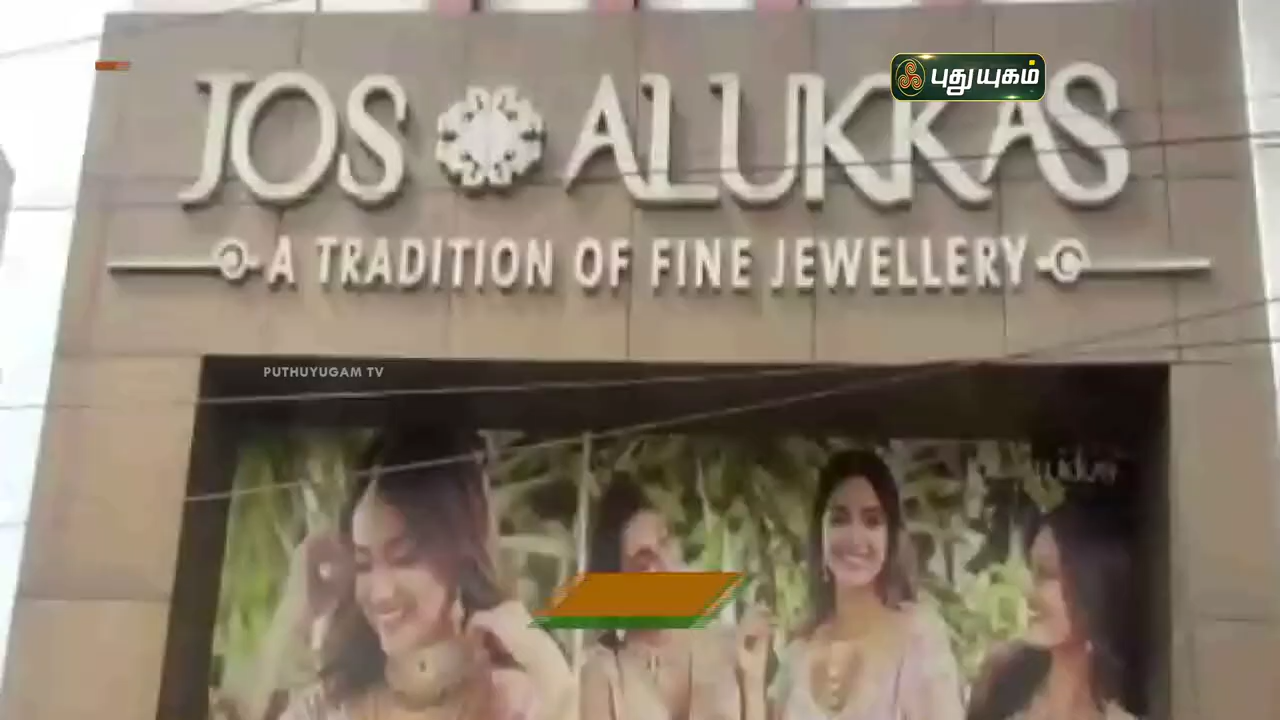 புதுயுகம்
JOS ALUKKAS
A TRADITION OF FINE JEWELLERY
PUTHUYUGAM TV